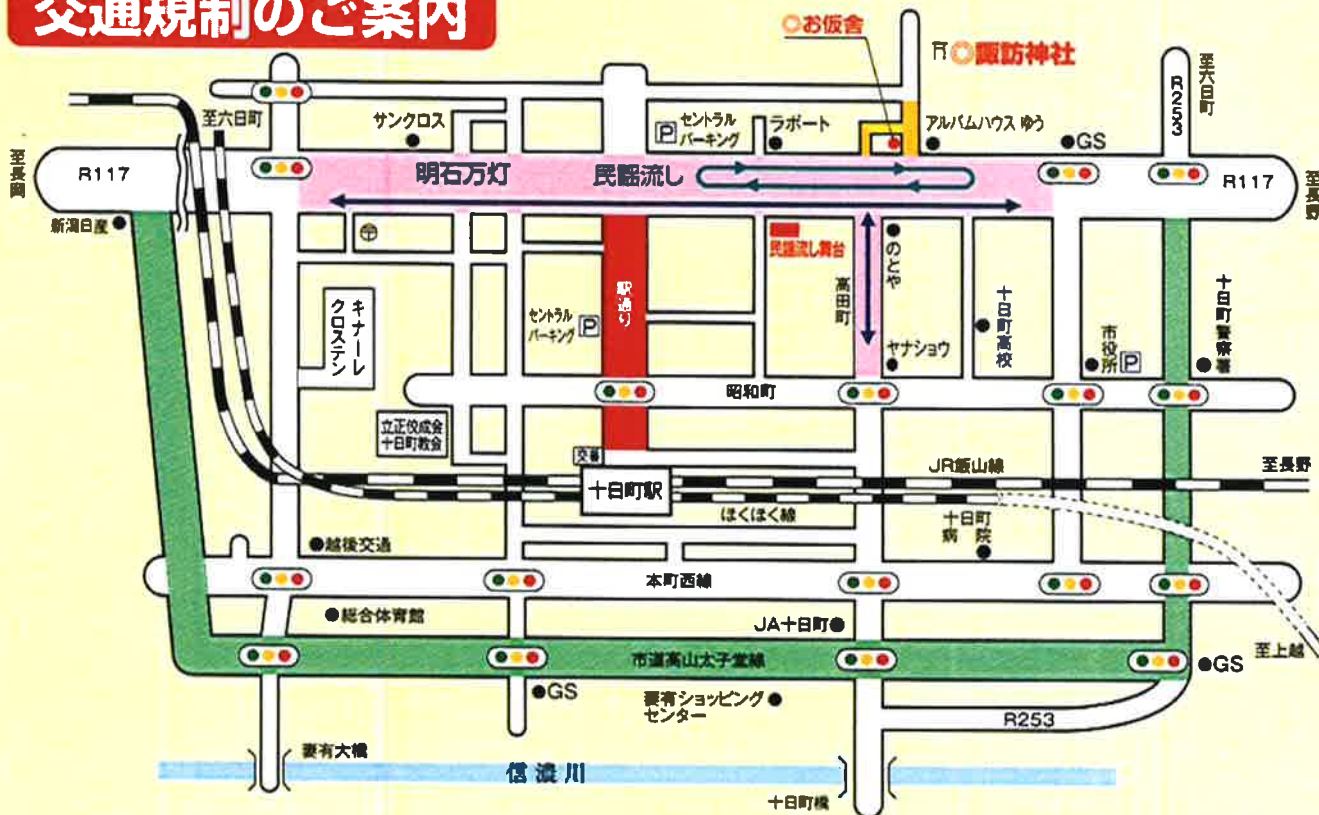 交通規制のご案内
◎お仮舎
◎諏訪神社
至六日町
R253
至六日町
サンクロス
P
セントラル
パーキング
ラポート
アルバムハウス ゆう
GS
至長岡
R117
明石万灯
民謡流し
R117
至長野
新潟日産
〒
民謡流し舞台
のとや
高田町
駅通り
キナーレ
クロステン
セントラル
パーキング
P
十日町高校
ヤナショウ
市役所
P
十日町警察署
昭和町
立正佼成会
十日町教会
交番
十日町駅
JR飯山線
至長野
ほくほく線
十日町
病院
越後交通
本町西線
総合体育館
JA十日町
市道高山太子堂線
GS
至上越
GS
妻有ショッピング
センター
R253
妻有大橋
信濃川
十日町橋